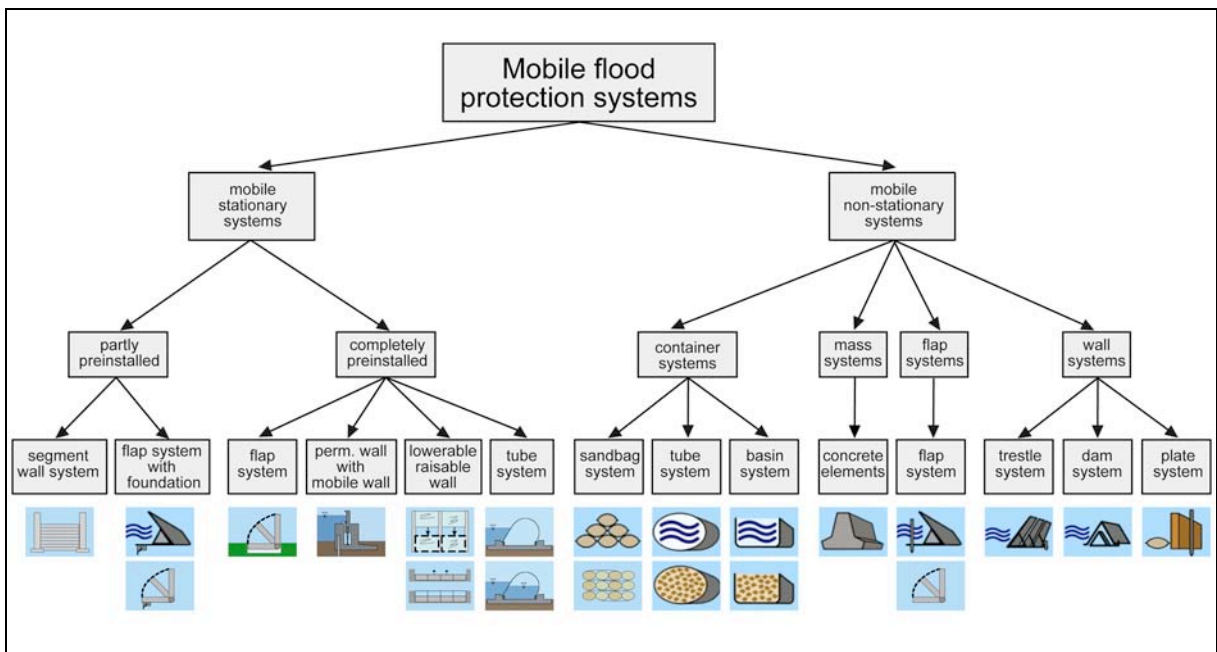 Mobile flood
protection systems
mobile
stationary
systems
mobile
non-stationary
systems
partly
preinstalled
completely
preinstalled
container
systems
mass
systems
flap
systems
wall
systems
segment
wall system
flap system
with
foundation
flap
system
perm. wall
with
mobile wall
lowerable
raisable
wall
tube
system
sandbag
system
tube
system
basin
system
concrete
elements
flap
system
trestle
system
dam
system
plate
system